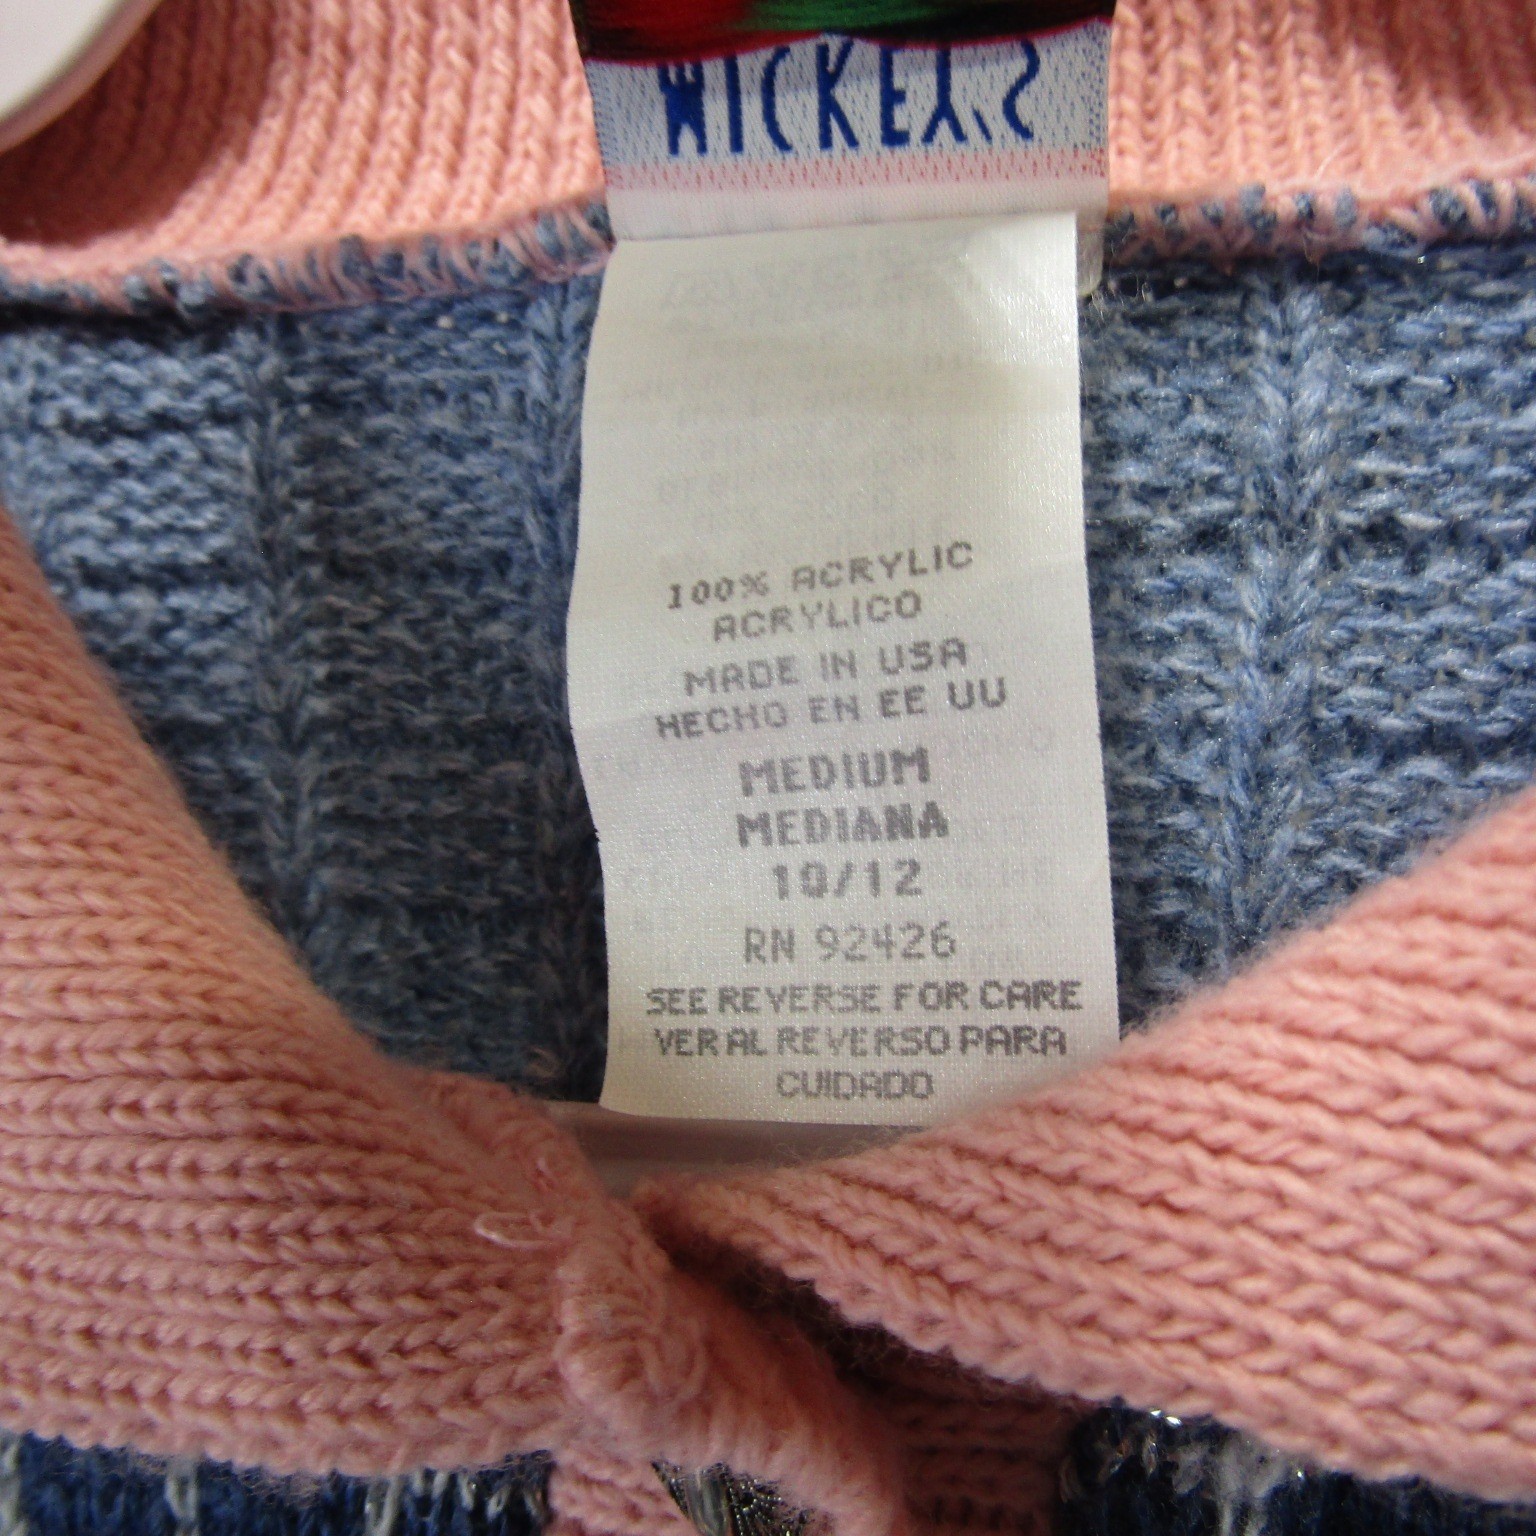 MICKEY'S
100% ACRYLIC
ACRYLICO
MADE IN USA
HECHO EN EE UU
MEDIUM
MEDIANA
10/12
RN 92426
SEE REVERSE FOR CARE
VER AL REVERSO PARA
CUIDADO